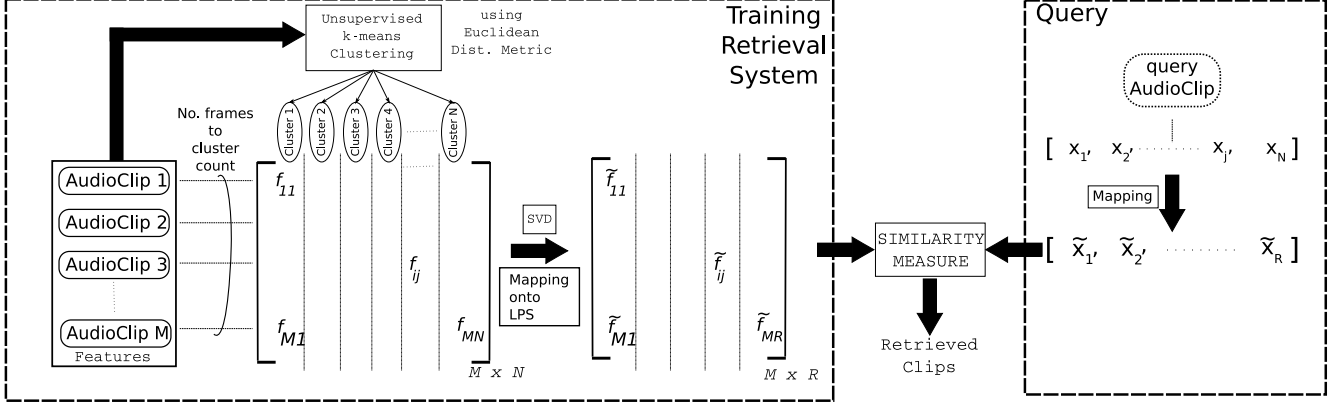 Training
Retrieval
System
Unsupervised
k-means
Clustering
using
Euclidean
Dist. Metric
No. frames
to
cluster
count
Cluster 1
Cluster 2
Cluster 3
Cluster 4
Cluster N
AudioClip 1
AudioClip 2
AudioClip 3
AudioClip M
Features
f11
fij
fM1
fMN
M x N
SVD
Mapping
onto
LPS
f̃11
f̃ij
f̃M1
f̃MR
M x R
SIMILARITY
MEASURE
Retrieved
Clips
Query
query
AudioClip
[ x1, x2, ........ xj, xN ]
Mapping
[ x̃1, x̃2, ........ x̃R ]